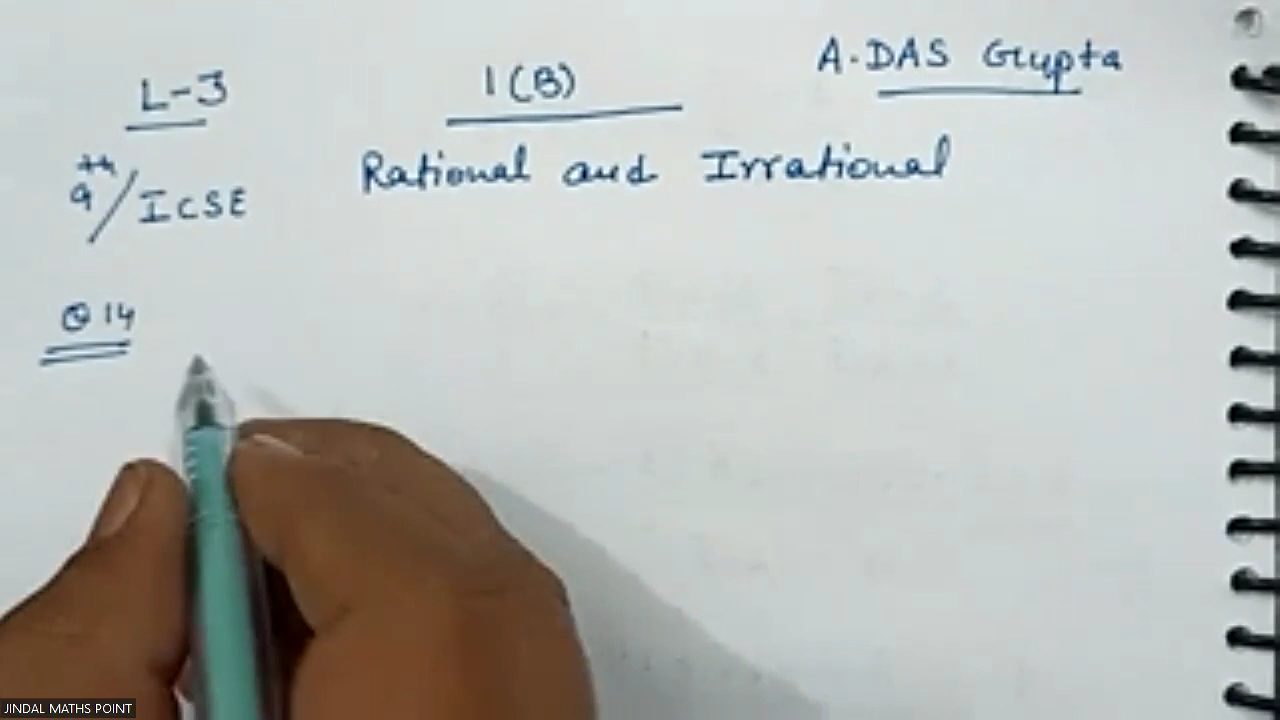 L-3
1(B)
A. DAS Gupta
9th/ICSE
Rational and Irrational
Q 14
JINDAL MATHS POINT